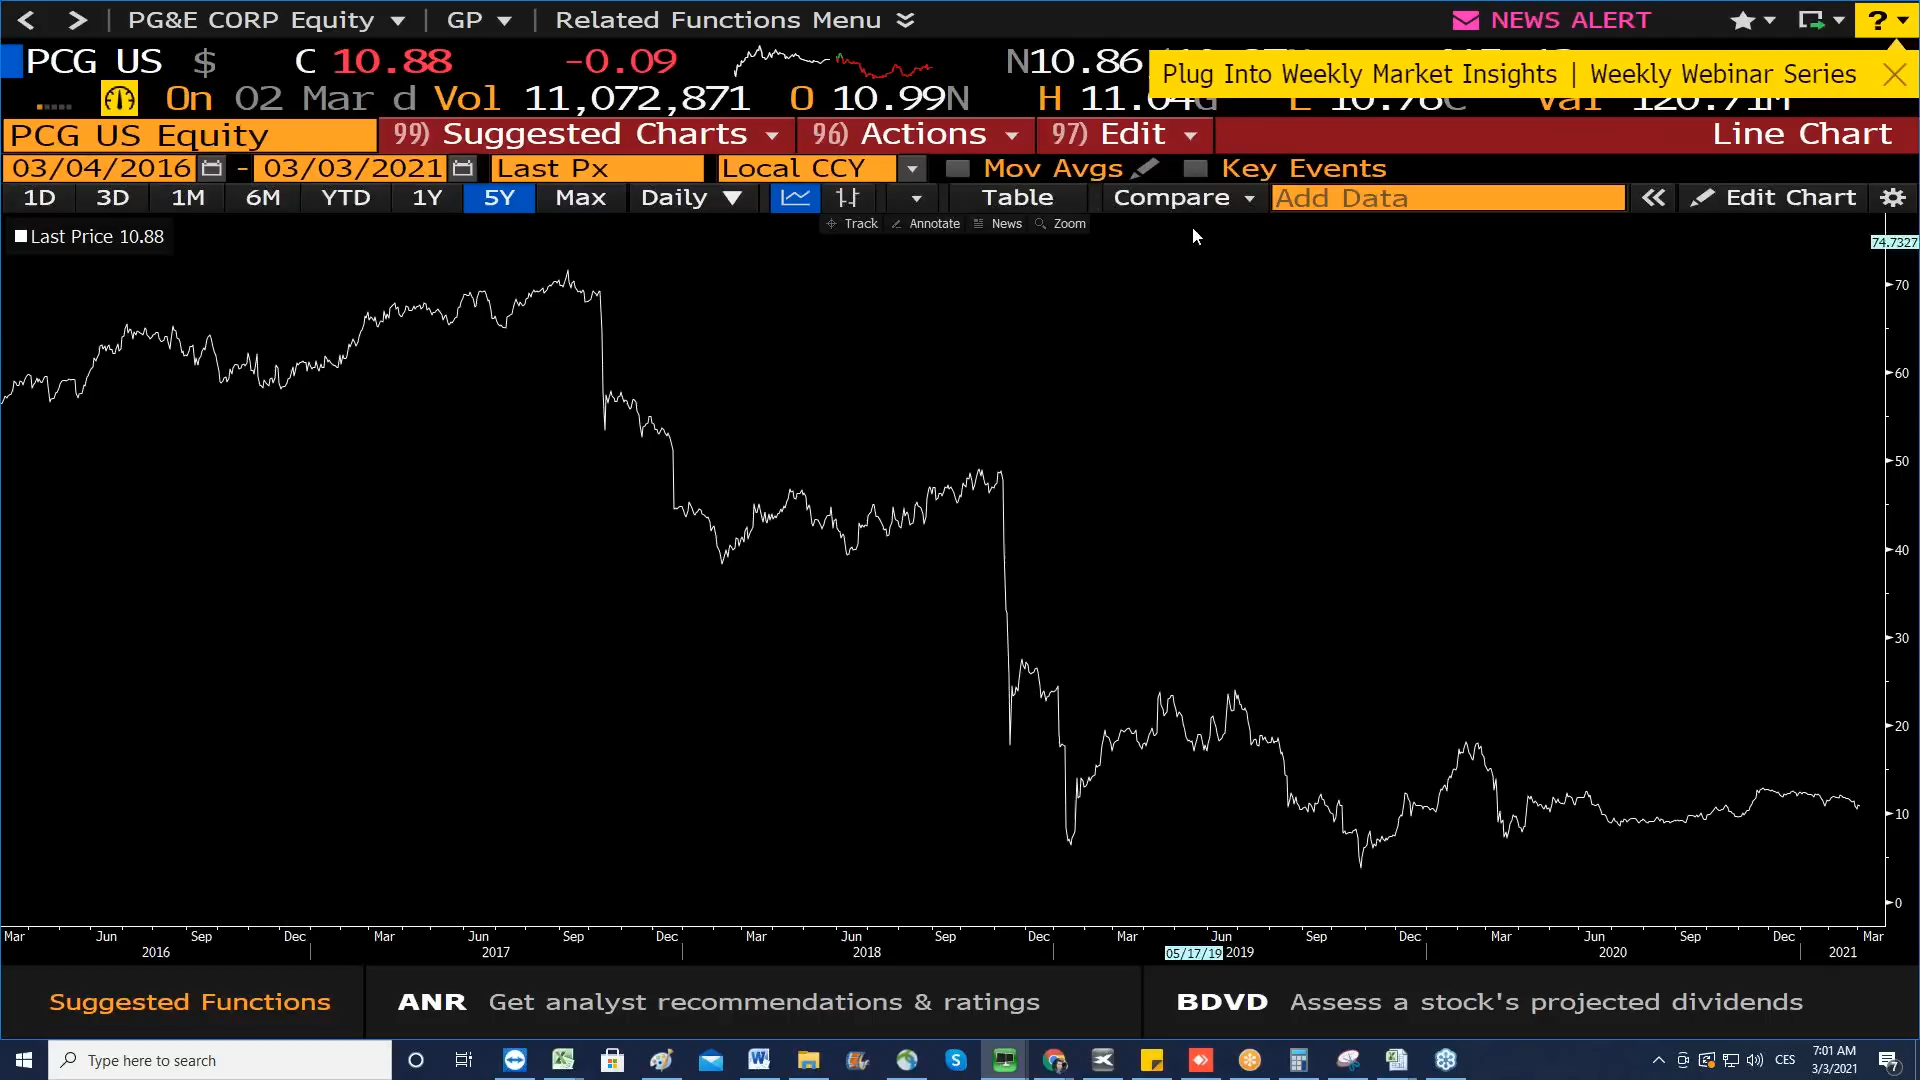 PG&E CORP Equity GP Related Functions Menu NEWS ALERT ?
PCG US $ C 10.88 -0.09 N10.86
Plug Into Weekly Market Insights | Weekly Webinar Series
On 02 Mar d Vol 11,072,871 O 10.99N H 11.04
PCG US Equity 99) Suggested Charts 96) Actions 97) Edit Line Chart
03/04/2016 - 03/03/2021 Last Px Local CCY Mov Avgs Key Events
1D 3D 1M 6M YTD 1Y 5Y Max Daily Table Compare Add Data Edit Chart
Track Annotate News Zoom
Last Price 10.88
74.7327
70
60
50
40
30
20
10
0
Mar Jun Sep Dec Mar Jun Sep Dec Mar Jun Sep Dec Mar Jun Sep Dec Mar Jun Sep Dec Mar
2016 2017 2018 05/17/19 2019 2020 2021
Suggested Functions ANR Get analyst recommendations & ratings BDVD Assess a stock's projected dividends
Type here to search CES 7:01 AM
3/3/2021 7